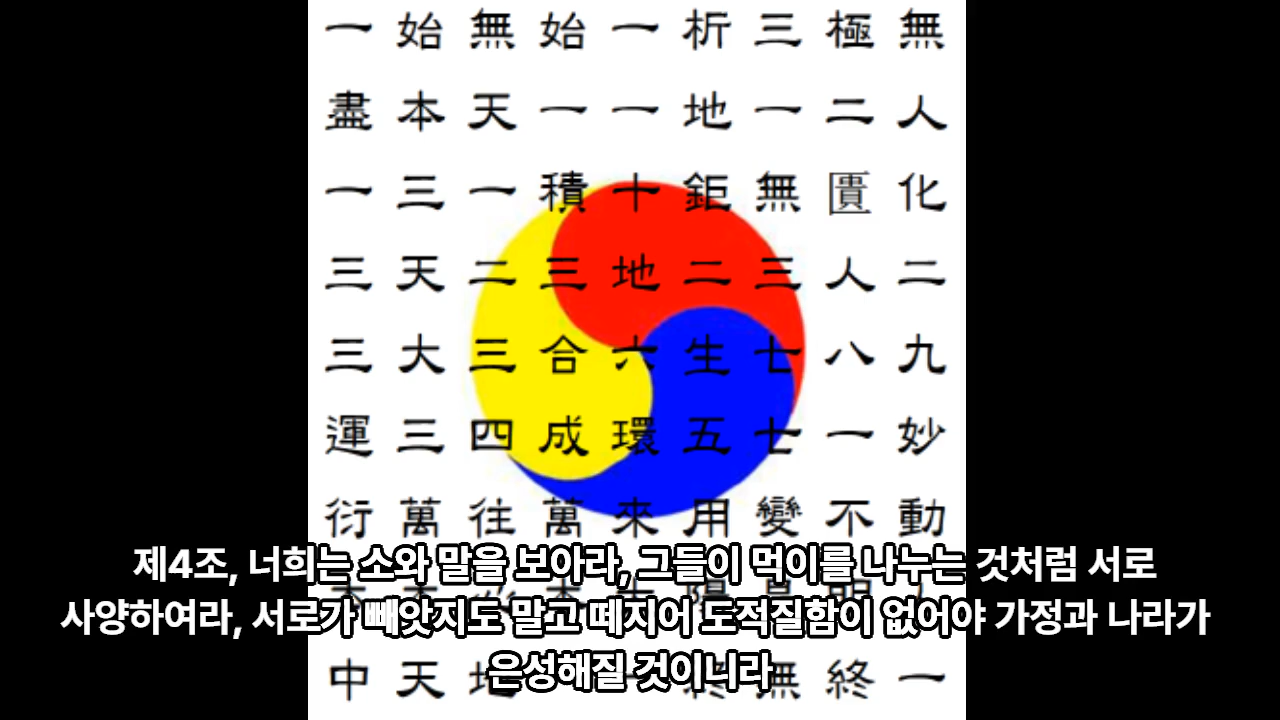 一始無始一析三極無
盡本天一一地一二人
一三一積十鉅無匱化
三天二三地二三人二
三大三合六生七八九
運三四成環五七一妙
衍萬往萬來用變不動
中天地一 終無終一
제4조, 너희는 소와 말을 보아라, 그들이 먹이를 나누는 것처럼 서로
사양하여라, 서로가 빼앗지도 말고 떼지어 도적질함이 없어야 가정과 나라가
은성해질 것이니라